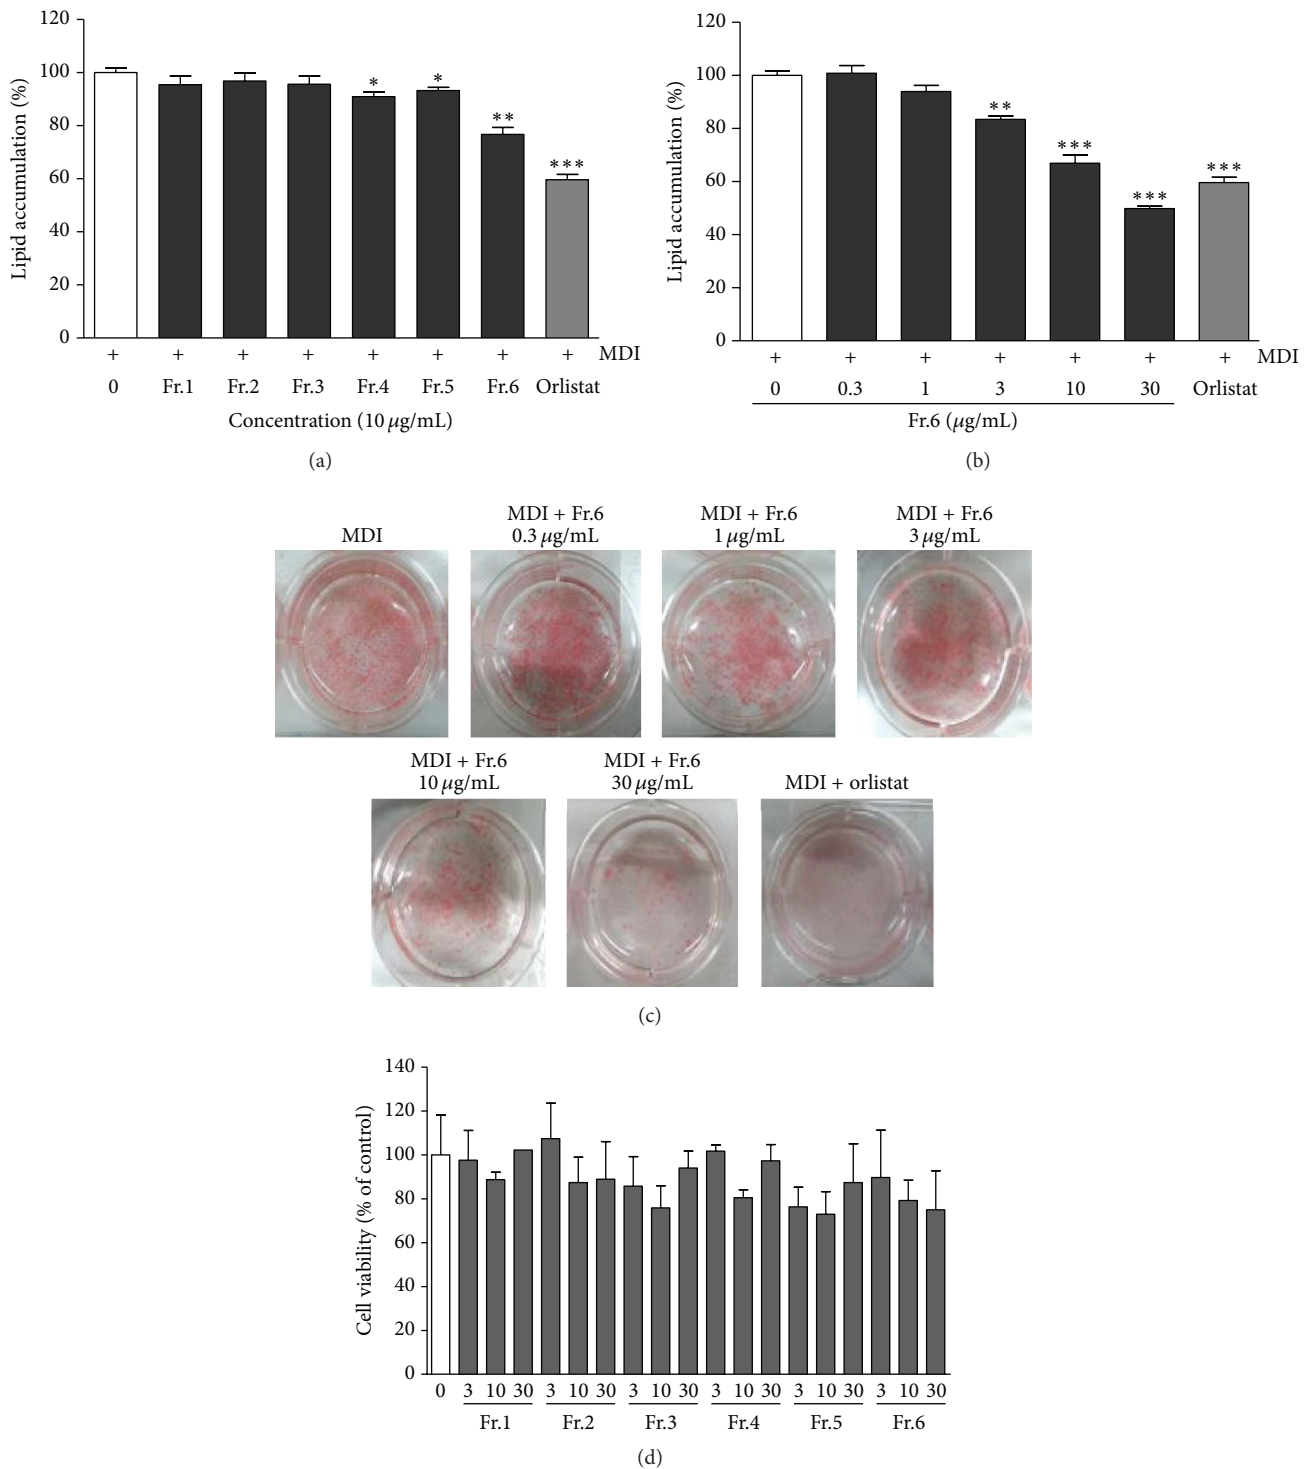 120
100
80
60
40
20
0
Lipid accumulation (%)
*
*
**
***
+ + + + + + + + MDI
0 Fr.1 Fr.2 Fr.3 Fr.4 Fr.5 Fr.6 Orlistat
Concentration (10 μg/mL)
(a)
120
100
80
60
40
20
0
Lipid accumulation (%)
**
***
***
***
+ + + + + + + MDI
0 0.3 1 3 10 30 Orlistat
Fr.6 (μg/mL)
(b)
MDI
MDI + Fr.6
0.3 μg/mL
MDI + Fr.6
1 μg/mL
MDI + Fr.6
3 μg/mL
MDI + Fr.6
10 μg/mL
MDI + Fr.6
30 μg/mL
MDI + orlistat
(c)
140
120
100
80
60
40
20
0
Cell viability (% of control)
0 3 10 30 3 10 30 3 10 30 3 10 30 3 10 30 3 10 30
Fr.1 Fr.2 Fr.3 Fr.4 Fr.5 Fr.6
(d)